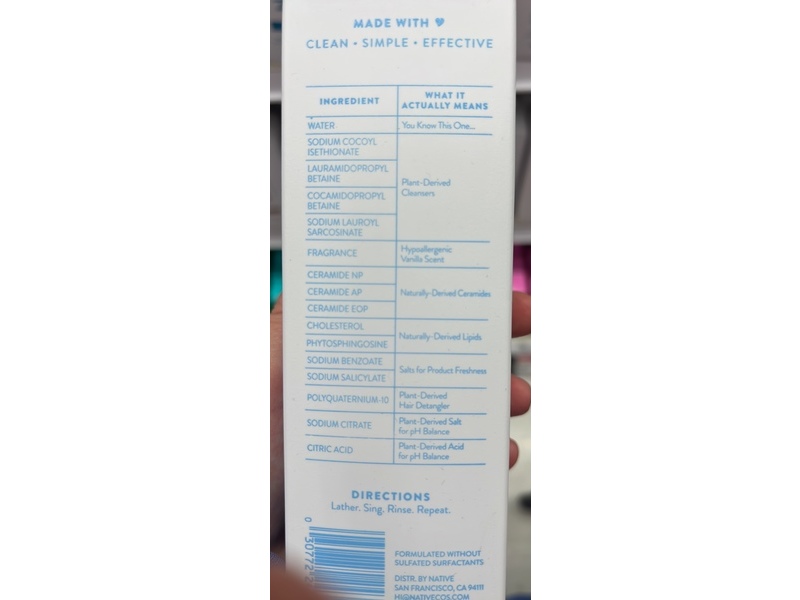 MADE WITH
CLEAN • SIMPLE • EFFECTIVE
INGREDIENT
WHAT IT
ACTUALLY MEANS
WATER
You Know This One...
SODIUM COCOYL
ISETHIONATE
LAURAMIDOPROPYL
BETAINE
COCAMIDOPROPYL
BETAINE
SODIUM LAUROYL
SARCOSINATE
Plant-Derived
Cleansers
FRAGRANCE
Hypoallergenic
Vanilla Scent
CERAMIDE NP
CERAMIDE AP
CERAMIDE EOP
Naturally-Derived Ceramides
CHOLESTEROL
PHYTOSPHINGOSINE
Naturally-Derived Lipids
SODIUM BENZOATE
SODIUM SALICYLATE
Salts for Product Freshness
POLYQUATERNIUM-10
Plant-Derived
Hair Detangler
SODIUM CITRATE
Plant-Derived Salt
for pH Balance
CITRIC ACID
Plant-Derived Acid
for pH Balance
DIRECTIONS
Lather. Sing. Rinse. Repeat.
FORMULATED WITHOUT
SULFATED SURFACTANTS
DISTR. BY NATIVE
SAN FRANCISCO, CA 94111
HI@NATIVECOS.COM